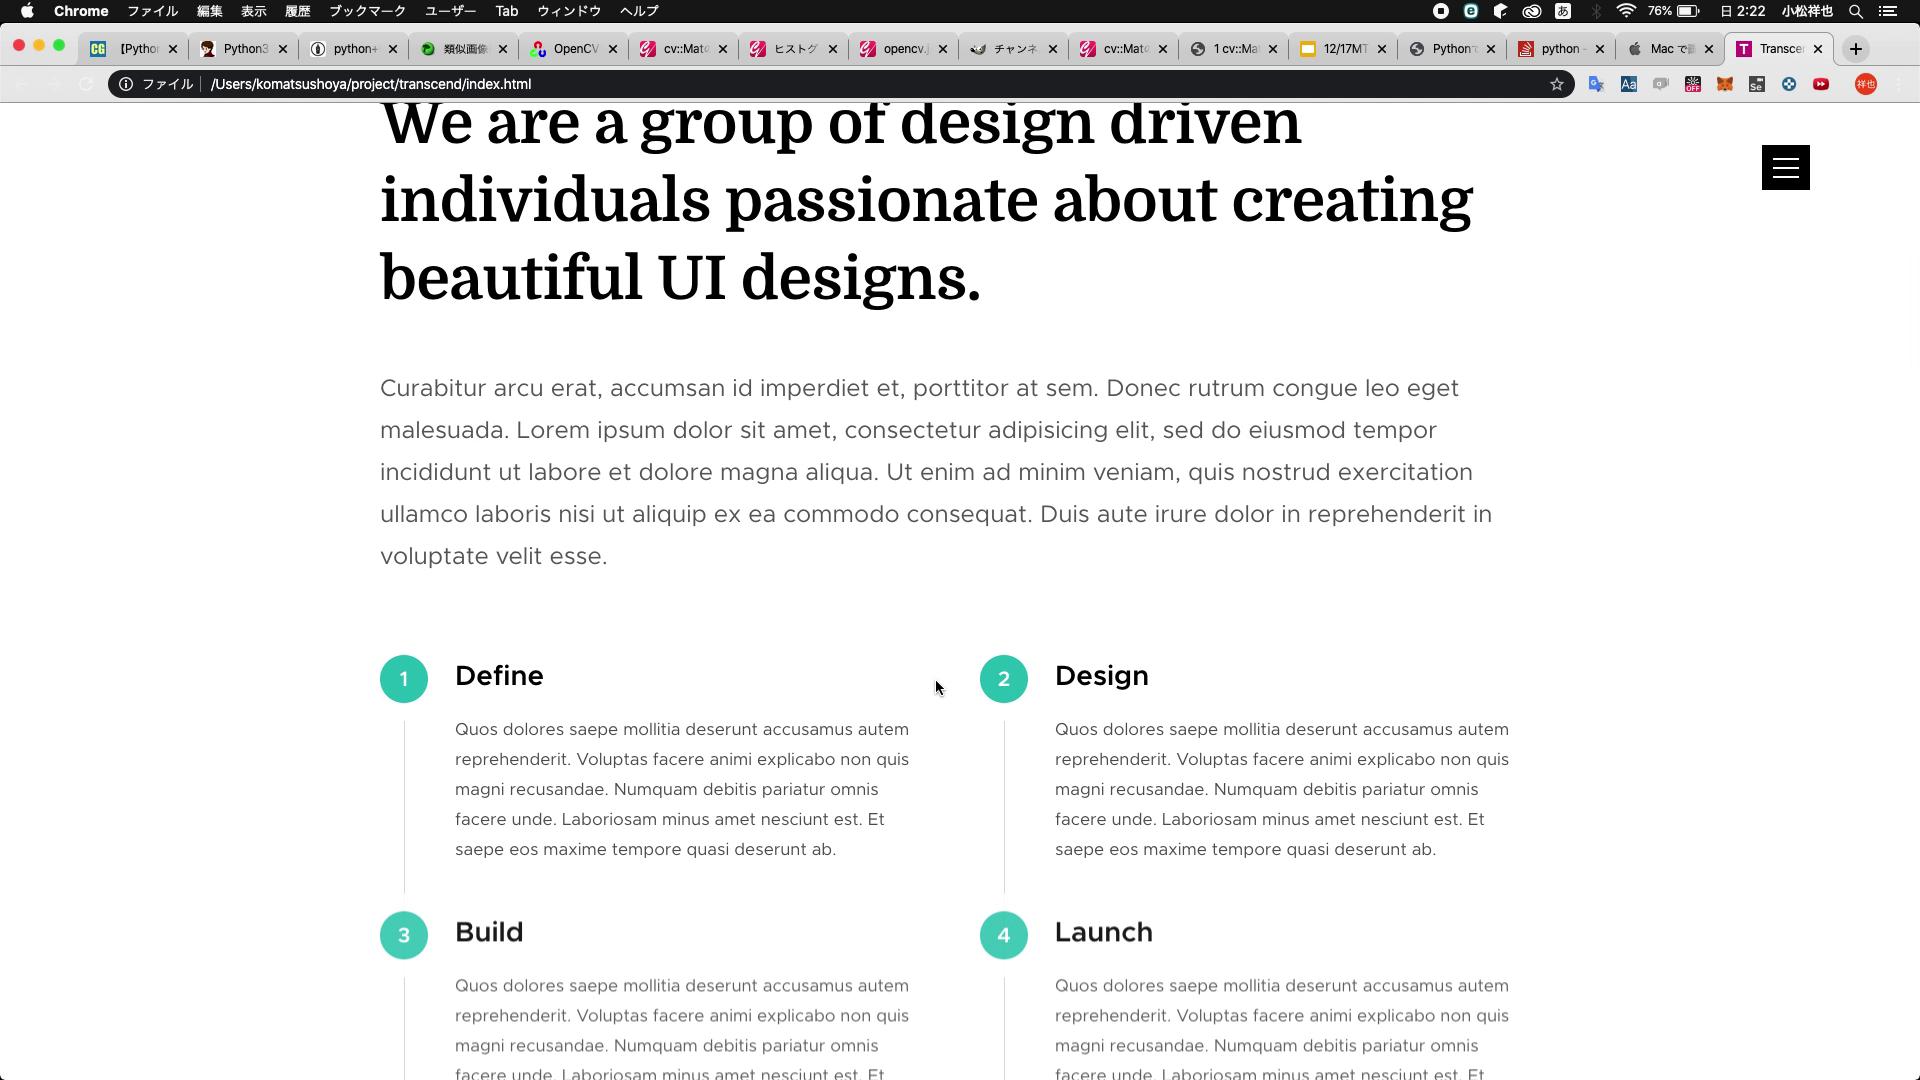 Chrome ファイル 編集 表示 履歴 ブックマーク ユーザー Tab ウィンドウ ヘルプ あ 76% 日 2:22 小松祥也
CG 【Pythor Python3 python+ 類似画像 OpenCV cv::Mat ヒストグ opencv. チャンネ cv::Mat 1 cv::Ma 12/17MT Python python - Mac で Transce
ファイル /Users/komatsushoya/project/transcend/index.html Aa OFF Se 祥也
We are a group of design driven
individuals passionate about creating
beautiful UI designs.
Curabitur arcu erat, accumsan id imperdiet et, porttitor at sem. Donec rutrum congue leo eget
malesuada. Lorem ipsum dolor sit amet, consectetur adipisicing elit, sed do eiusmod tempor
incididunt ut labore et dolore magna aliqua. Ut enim ad minim veniam, quis nostrud exercitation
ullamco laboris nisi ut aliquip ex ea commodo consequat. Duis aute irure dolor in reprehenderit in
voluptate velit esse.
1 Define
Quos dolores saepe mollitia deserunt accusamus autem
reprehenderit. Voluptas facere animi explicabo non quis
magni recusandae. Numquam debitis pariatur omnis
facere unde. Laboriosam minus amet nesciunt est. Et
saepe eos maxime tempore quasi deserunt ab.
2 Design
Quos dolores saepe mollitia deserunt accusamus autem
reprehenderit. Voluptas facere animi explicabo non quis
magni recusandae. Numquam debitis pariatur omnis
facere unde. Laboriosam minus amet nesciunt est. Et
saepe eos maxime tempore quasi deserunt ab.
3 Build
Quos dolores saepe mollitia deserunt accusamus autem
reprehenderit. Voluptas facere animi explicabo non quis
magni recusandae. Numquam debitis pariatur omnis
facere unde. Laboriosam minus amet nesciunt est. Et
4 Launch
Quos dolores saepe mollitia deserunt accusamus autem
reprehenderit. Voluptas facere animi explicabo non quis
magni recusandae. Numquam debitis pariatur omnis
facere unde. Laboriosam minus amet nesciunt est. Et